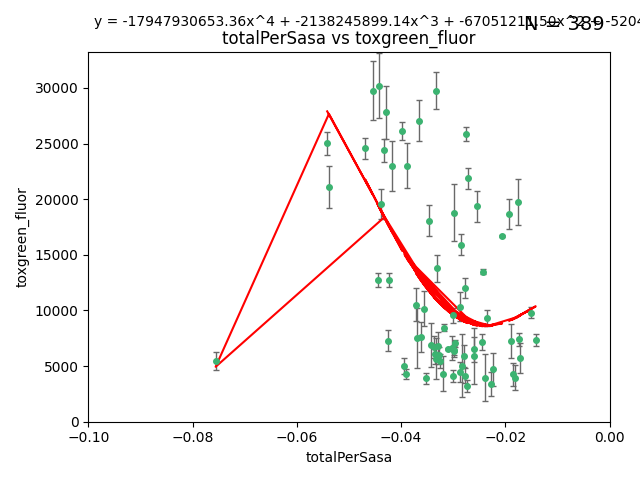 y = -17947930653.36x^4 + -2138245899.14x^3 + -5204
N = 389
totalPerSasa vs toxgreen_fluor
30000
25000
20000
15000
10000
5000
0
toxgreen_fluor
−0.10 −0.08 −0.06 −0.04 −0.02 0.00
totalPerSasa